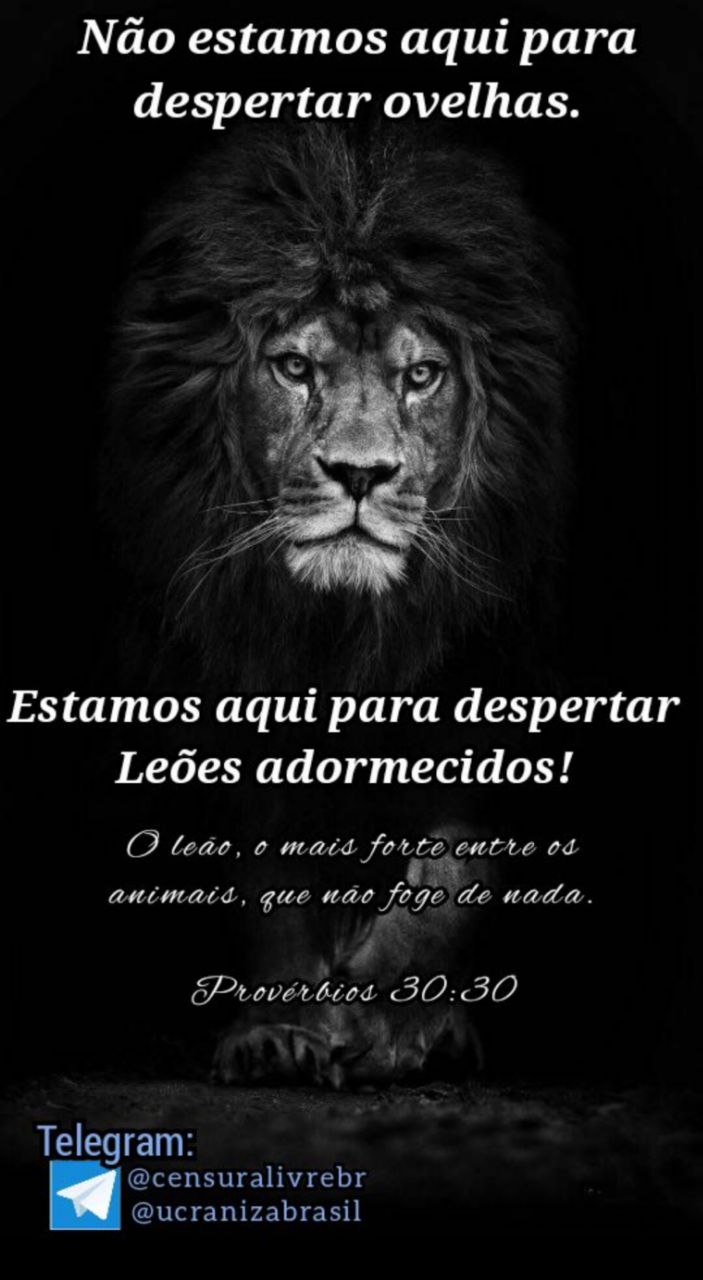 Não estamos aqui para
despertar ovelhas.
Estamos aqui para despertar
Leões adormecidos!
O leão, o mais forte entre os
animais, que não foge de nada.
Provérbios 30:30
Telegram:
@censuralivrebr
@ucranizabrasil